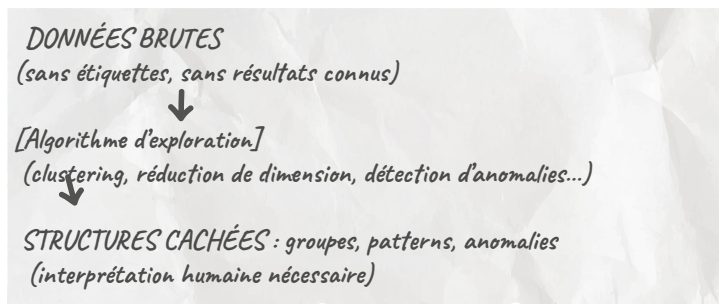 DONNÉES BRUTES
(sans étiquettes, sans résultats connus)
[Algorithme d'exploration]
(clustering, réduction de dimension, détection d'anomalies...)
STRUCTURES CACHÉES : groupes, patterns, anomalies
(interprétation humaine nécessaire)